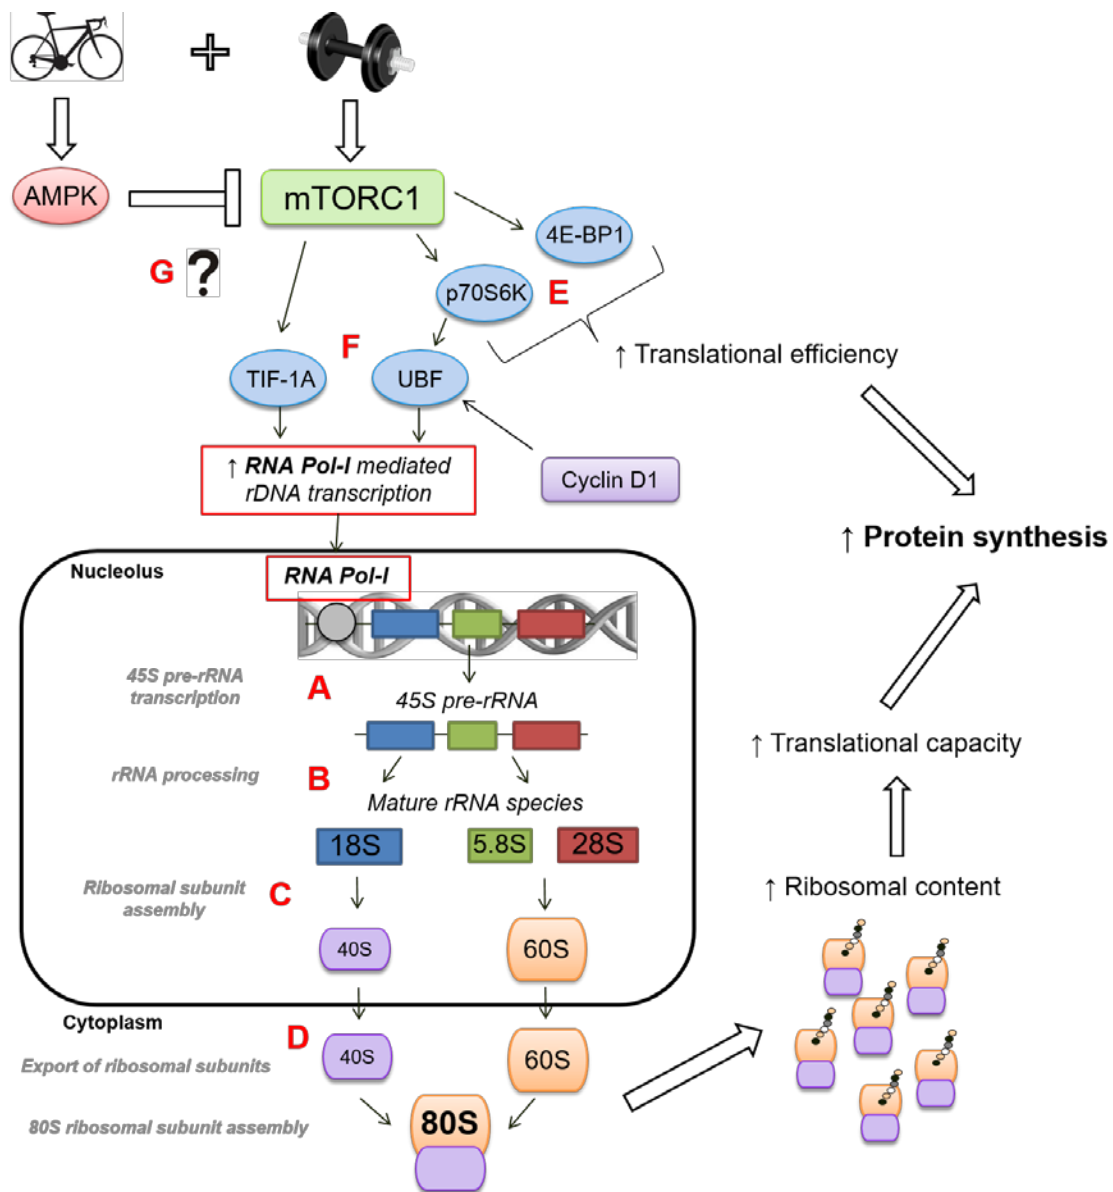 +
AMPK
mTORC1
4E-BP1
G ?
p70S6K
E
F
↑ Translational efficiency
TIF-1A
UBF
↑ RNA Pol-I mediated
rDNA transcription
Cyclin D1
↑ Protein synthesis
Nucleolus
RNA Pol-I
45S pre-rRNA
transcription
A
45S pre-rRNA
↑ Translational capacity
rRNA processing
B
Mature rRNA species
18S
5.8S
28S
Ribosomal subunit
assembly
C
↑ Ribosomal content
40S
60S
Cytoplasm
D
Export of ribosomal subunits
40S
60S
80S ribosomal subunit assembly
80S